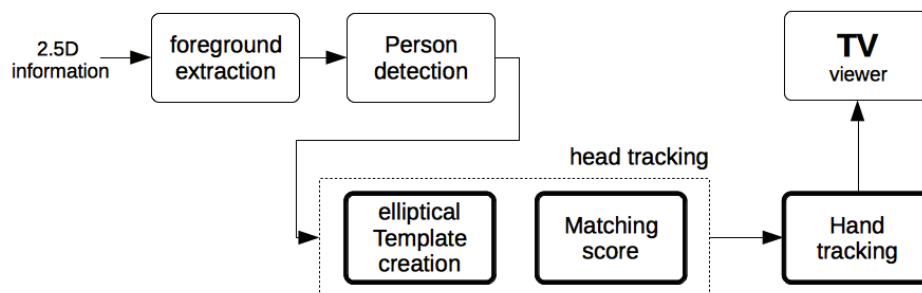 2.5D
information
foreground
extraction
Person
detection
TV
viewer
head tracking
elliptical
Template
creation
Matching
score
Hand
tracking